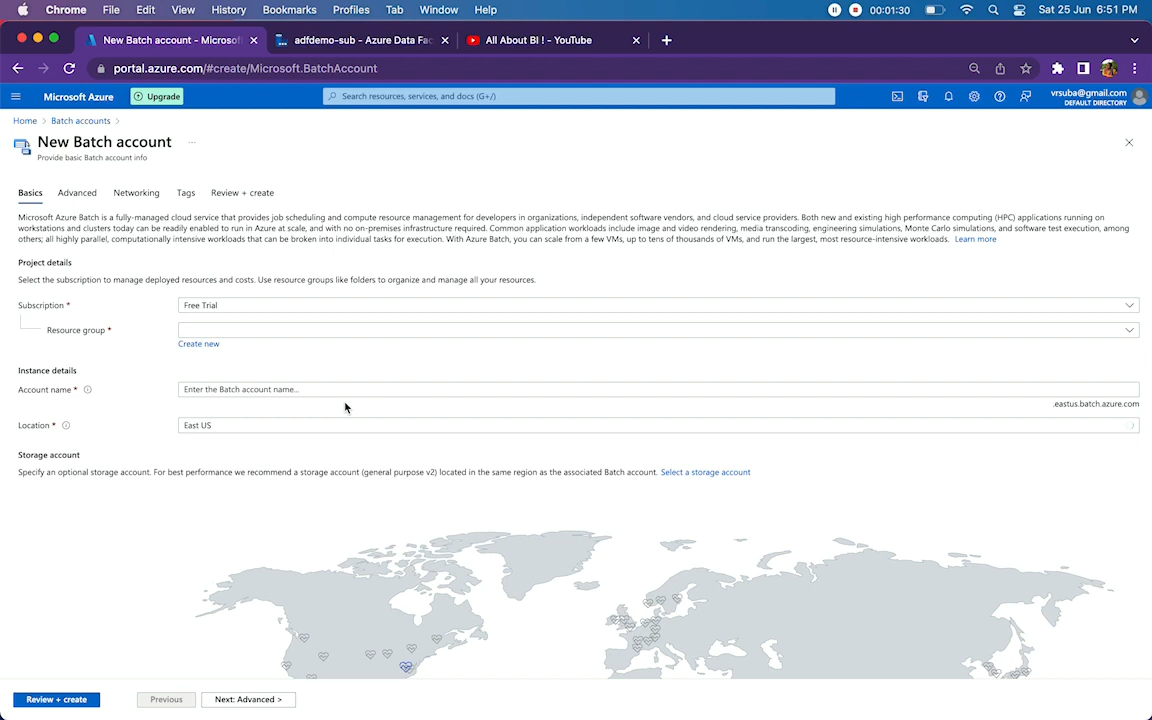 Chrome File Edit View History Bookmarks Profiles Tab Window Help 00:01:30 Sat 25 Jun 6:51 PM
New Batch account - Microsof adfdemo-sub - Azure Data Fac All About BI ! - YouTube
portal.azure.com/#create/Microsoft.BatchAccount
Microsoft Azure Upgrade Search resources, services, and docs (G+/) vrsuba@gmail.com
DEFAULT DIRECTORY
Home > Batch accounts >
New Batch account ...
Provide basic Batch account info
Basics Advanced Networking Tags Review + create
Microsoft Azure Batch is a fully-managed cloud service that provides job scheduling and compute resource management for developers in organizations, independent software vendors, and cloud service providers. Both new and existing high performance computing (HPC) applications running on
workstations and clusters today can be readily enabled to run in Azure at scale, and with no on-premises infrastructure required. Common application workloads include image and video rendering, media transcoding, engineering simulations, Monte Carlo simulations, and software test execution, among
others; all highly parallel, computationally intensive workloads that can be broken into individual tasks for execution. With Azure Batch, you can scale from a few VMs, up to tens of thousands of VMs, and run the largest, most resource-intensive workloads. Learn more
Project details
Select the subscription to manage deployed resources and costs. Use resource groups like folders to organize and manage all your resources.
Subscription * Free Trial
Resource group *
Create new
Instance details
Account name * Enter the Batch account name...
.eastus.batch.azure.com
Location * East US
Storage account
Specify an optional storage account. For best performance we recommend a storage account (general purpose v2) located in the same region as the associated Batch account. Select a storage account
Review + create Previous Next: Advanced >